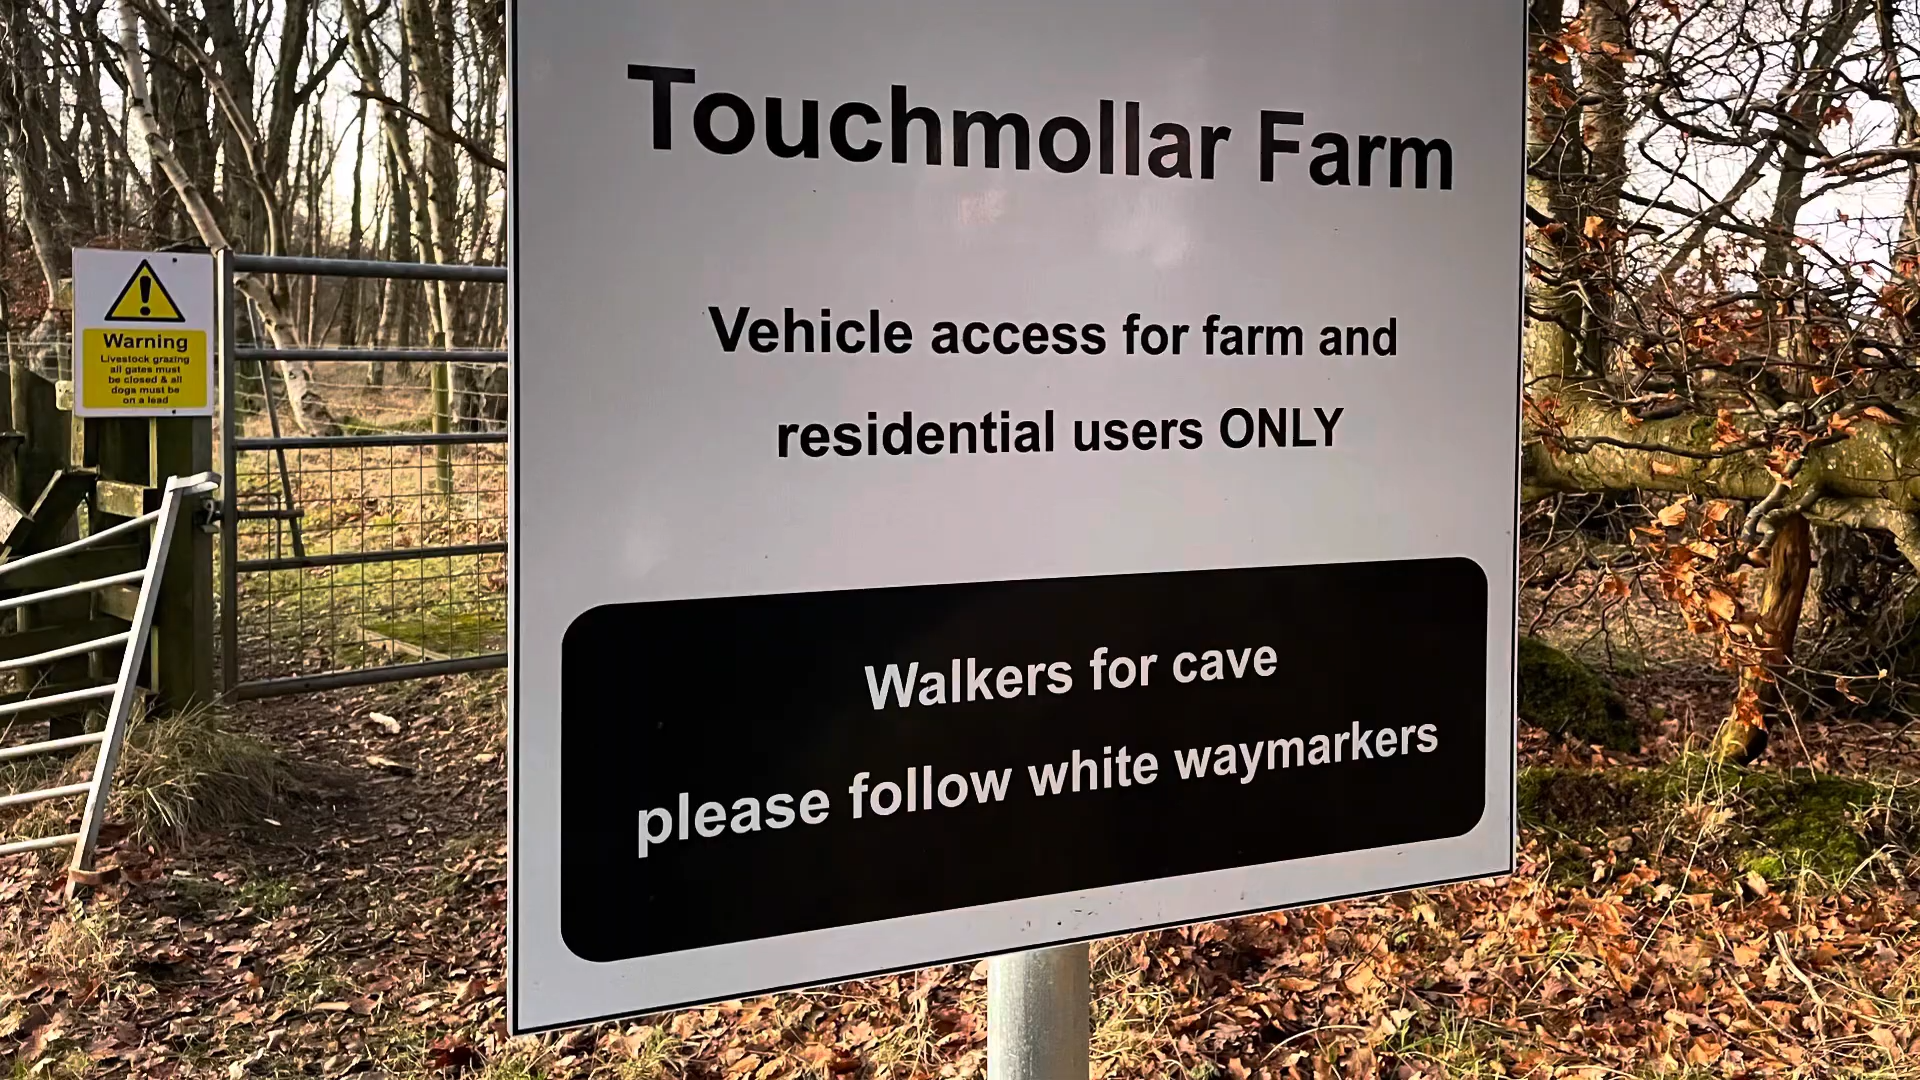 Touchmollar Farm
Vehicle access for farm and
residential users ONLY
Walkers for cave
please follow white waymarkers
Warning
Livestock grazing
all gates must
be closed & all
dogs must be
on a lead